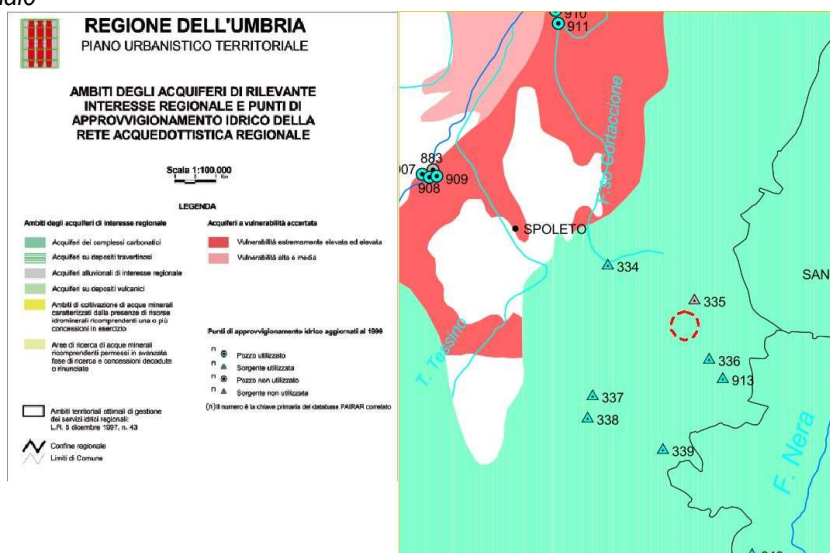 REGIONE DELL'UMBRIA
PIANO URBANISTICO TERRITORIALE
AMBITI DEGLI ACQUIFERI DI RILEVANTE
INTERESSE REGIONALE E PUNTI DI
APPROVVIGIONAMENTO IDRICO DELLA
RETE ACQUEDOTTISTICA REGIONALE
Scala 1:100.000
LEGENDA
Ambiti degli acquiferi di interesse regionale
Acquiferi dei complessi carbonatici
Acquiferi su depositi travertinosi
Acquiferi alluvionali di interesse regionale
Acquiferi su depositi vulcanici
Ambiti di coltivazione di acque minerali
caratterizzati dalla presenza di risorse
idrominerali ricomprendenti una o più
concessioni in esercizio
Aree di ricerca di acque minerali
ricomprendenti permessi in avanzata
fase di ricerca e concessioni decadute
o rinunciate
Ambiti territoriali ottimali di gestione
dei servizi idrici regionali:
L.R. 5 dicembre 1997, n. 43
Confine regionale
Limiti di Comune
Acquiferi a vulnerabilità accertata
Vulnerabilità estremamente elevata ed elevata
Vulnerabilità alta e media
Punti di approvvigionamento idrico aggiornati al 1999
n Pozzo utilizzato
n Sorgente utilizzata
n Pozzo non utilizzato
n Sorgente non utilizzata
(n) Il numero è la chiave primaria del database PAIRAR correlato
910
911
883
907
908
909
F.so Cortaccione
SPOLETO
334
SAN
335
T. Tessino
336
913
337
338
339
F. Nera